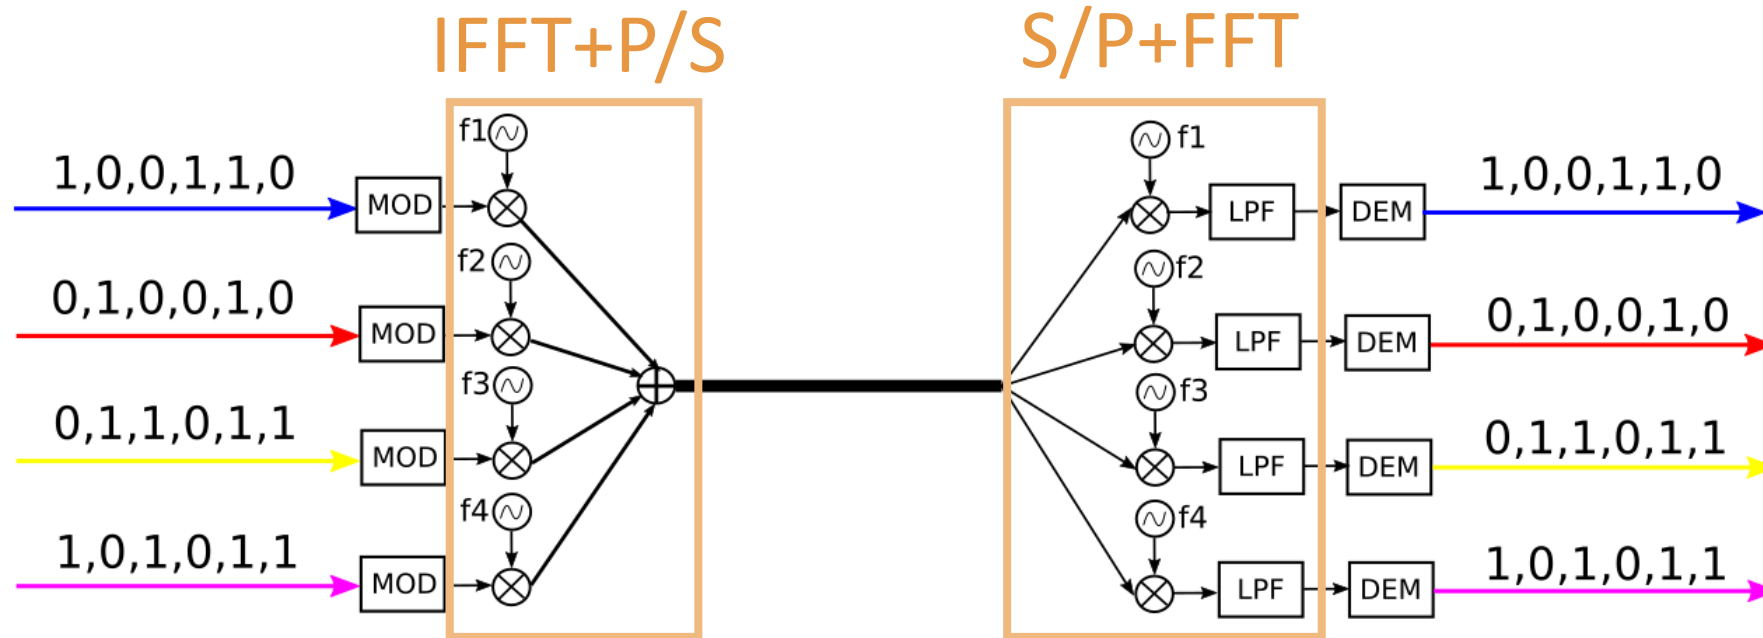 IFFT+P/S
S/P+FFT
f1
f1
1,0,0,1,1,0
MOD
LPF
DEM
1,0,0,1,1,0
f2
f2
0,1,0,0,1,0
MOD
LPF
DEM
0,1,0,0,1,0
f3
f3
0,1,1,0,1,1
MOD
LPF
DEM
0,1,1,0,1,1
f4
f4
1,0,1,0,1,1
MOD
LPF
DEM
1,0,1,0,1,1